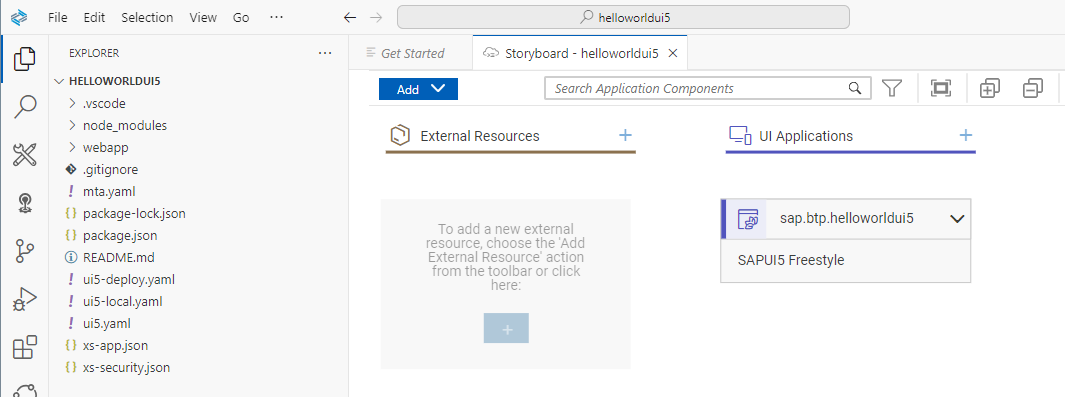 File Edit Selection View Go ··· helloworldui5
EXPLORER ···
HELLOWORLDUI5
.vscode
node_modules
webapp
.gitignore
mta.yaml
package-lock.json
package.json
README.md
ui5-deploy.yaml
ui5-local.yaml
ui5.yaml
xs-app.json
xs-security.json
Get Started Storyboard - helloworldui5
Add Search Application Components
External Resources
To add a new external
resource, choose the 'Add
External Resource' action
from the toolbar or click
here:
UI Applications
sap.btp.helloworldui5
SAPUI5 Freestyle